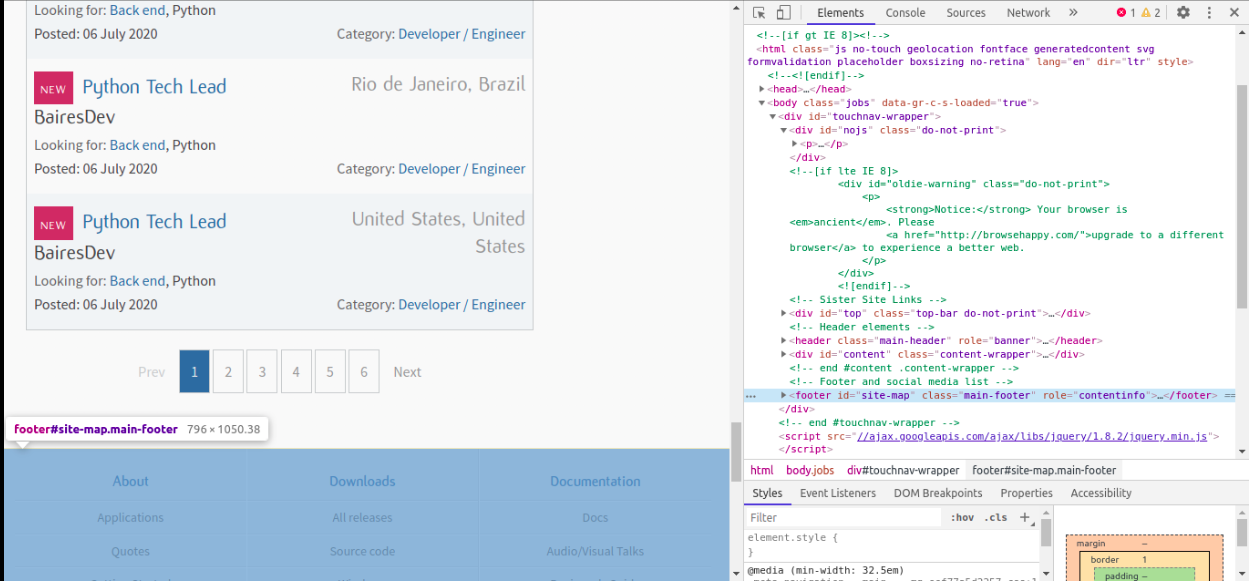 Looking for: Back end, Python
Posted: 06 July 2020 Category: Developer / Engineer
NEW Python Tech Lead Rio de Janeiro, Brazil
BairesDev
Looking for: Back end, Python
Posted: 06 July 2020 Category: Developer / Engineer
NEW Python Tech Lead United States, United
States
BairesDev
Looking for: Back end, Python
Posted: 06 July 2020 Category: Developer / Engineer
Prev 1 2 3 4 5 6 Next
footer#site-map.main-footer 796 × 1050.38
About Downloads Documentation
Applications All releases Docs
Quotes Source code Audio/Visual Talks
Elements Console Sources Network » 1 2
<!--[if gt IE 8]><!-->
<html class="js no-touch geolocation fontface generatedcontent svg
formvalidation placeholder boxsizing no-retina" lang="en" dir="ltr" style>
<!--<![endif]-->
<head>…</head>
<body class="jobs" data-gr-c-s-loaded="true">
<div id="touchnav-wrapper">
<div id="nojs" class="do-not-print">
<p>…</p>
</div>
<!--[if lte IE 8]>
<div id="oldie-warning" class="do-not-print">
<p>
<strong>Notice:</strong> Your browser is
<em>ancient</em>. Please
<a href="http://browsehappy.com/">upgrade to a different
browser</a> to experience a better web.
</p>
</div>
<![endif]-->
<!-- Sister Site Links -->
<div id="top" class="top-bar do-not-print">…</div>
<!-- Header elements -->
<header class="main-header" role="banner">…</header>
<div id="content" class="content-wrapper">…</div>
<!-- end #content .content-wrapper -->
<!-- Footer and social media list -->
… <footer id="site-map" class="main-footer" role="contentinfo">…</footer> ==
</div>
<!-- end #touchnav-wrapper -->
<script src="//ajax.googleapis.com/ajax/libs/jquery/1.8.2/jquery.min.js">
</script>
html body.jobs div#touchnav-wrapper footer#site-map.main-footer
Styles Event Listeners DOM Breakpoints Properties Accessibility
Filter :hov .cls +
element.style {
}
@media (min-width: 32.5em)
margin –
border 1
padding –